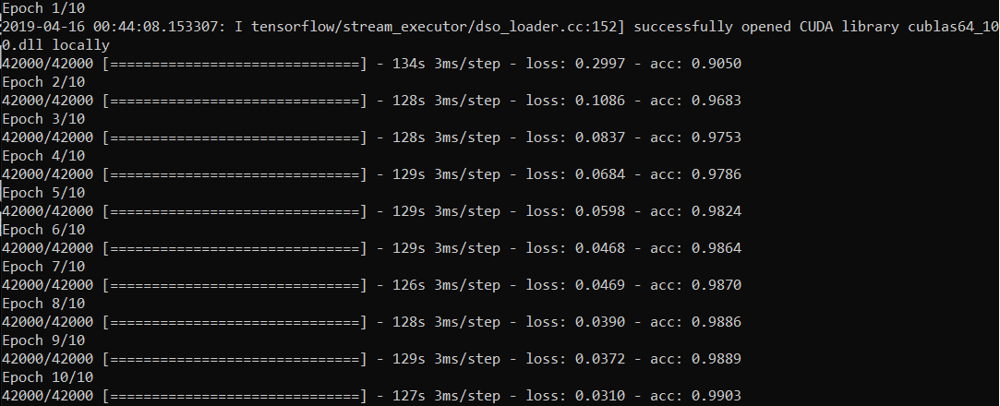 Epoch 1/10
2019-04-16 00:44:08.153307: I tensorflow/stream_executor/dso_loader.cc:152] successfully opened CUDA library cublas64_10
0.dll locally
42000/42000 [==============================] - 134s 3ms/step - loss: 0.2997 - acc: 0.9050
Epoch 2/10
42000/42000 [==============================] - 128s 3ms/step - loss: 0.1086 - acc: 0.9683
Epoch 3/10
42000/42000 [==============================] - 128s 3ms/step - loss: 0.0837 - acc: 0.9753
Epoch 4/10
42000/42000 [==============================] - 129s 3ms/step - loss: 0.0684 - acc: 0.9786
Epoch 5/10
42000/42000 [==============================] - 129s 3ms/step - loss: 0.0598 - acc: 0.9824
Epoch 6/10
42000/42000 [==============================] - 129s 3ms/step - loss: 0.0468 - acc: 0.9864
Epoch 7/10
42000/42000 [==============================] - 126s 3ms/step - loss: 0.0469 - acc: 0.9870
Epoch 8/10
42000/42000 [==============================] - 128s 3ms/step - loss: 0.0390 - acc: 0.9886
Epoch 9/10
42000/42000 [==============================] - 129s 3ms/step - loss: 0.0372 - acc: 0.9889
Epoch 10/10
42000/42000 [==============================] - 127s 3ms/step - loss: 0.0310 - acc: 0.9903